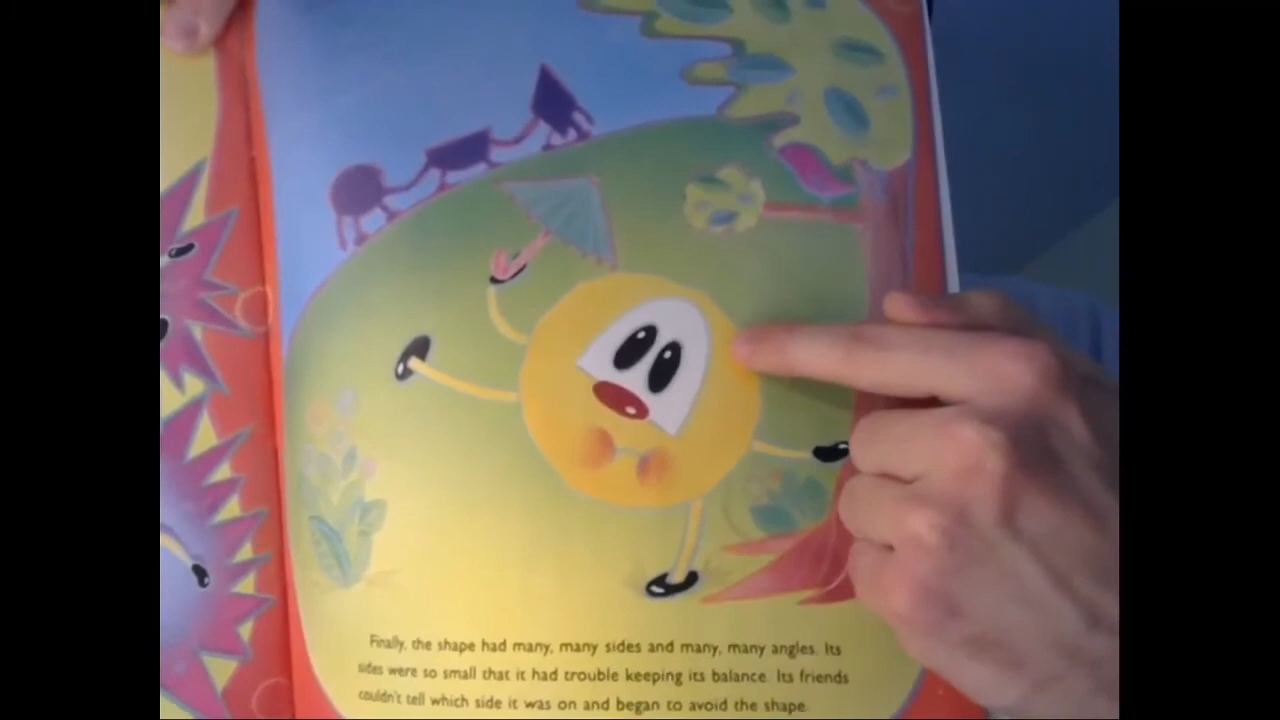 Finally, the shape had many, many sides and many, many angles. Its
sides were so small that it had trouble keeping its balance. Its friends
couldn't tell which side it was on and began to avoid the shape.